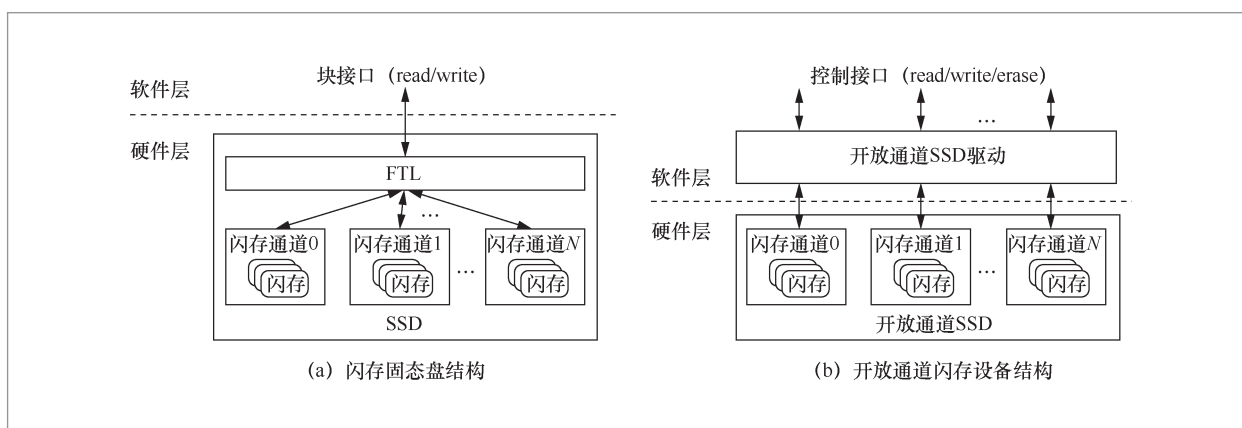 块接口（read/write）
软件层
硬件层
FTL
...
闪存通道0
闪存通道1
闪存通道N
闪存
闪存
...
闪存
SSD
（a）闪存固态盘结构
控制接口（read/write/erase）
...
开放通道SSD驱动
软件层
硬件层
闪存通道0
闪存通道1
闪存通道N
闪存
闪存
...
闪存
开放通道SSD
（b）开放通道闪存设备结构